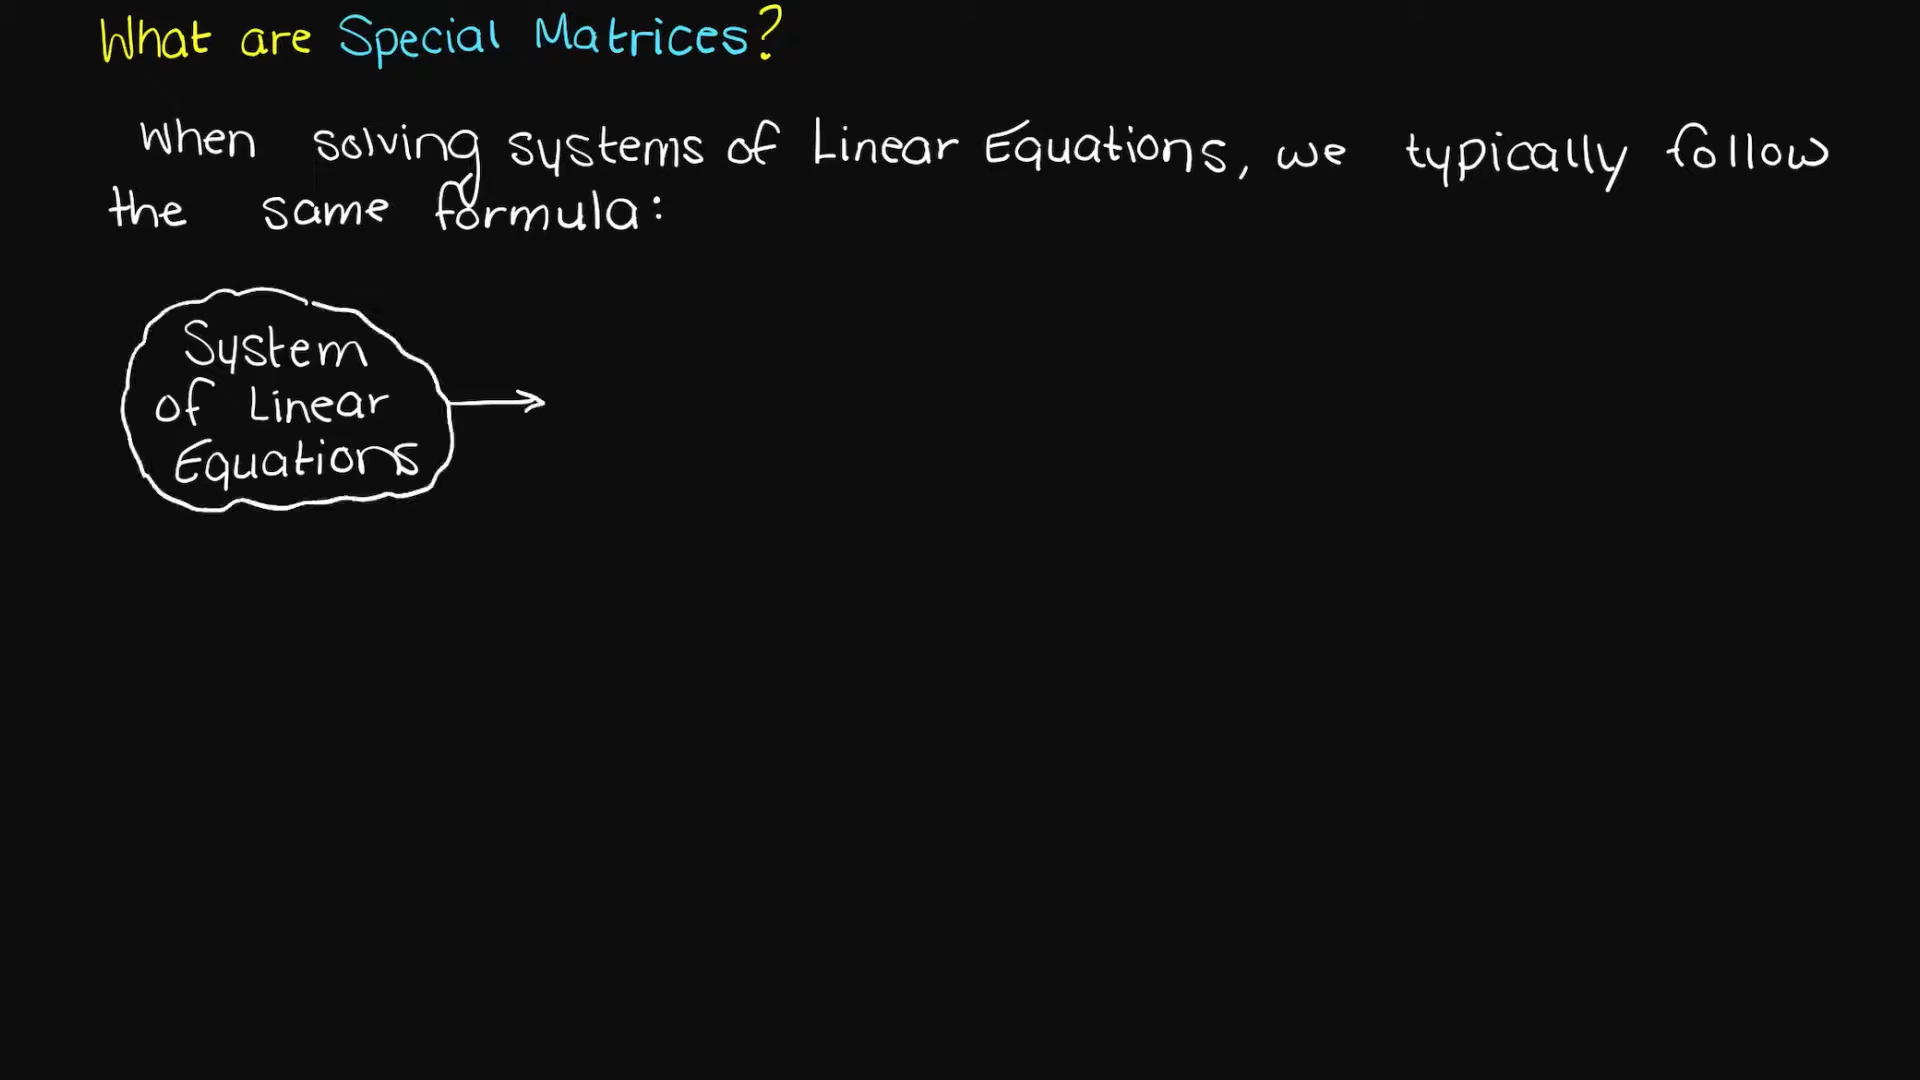 What are Special Matrices?
When solving systems of Linear Equations, we typically follow
the same formula:
System
of Linear
Equations